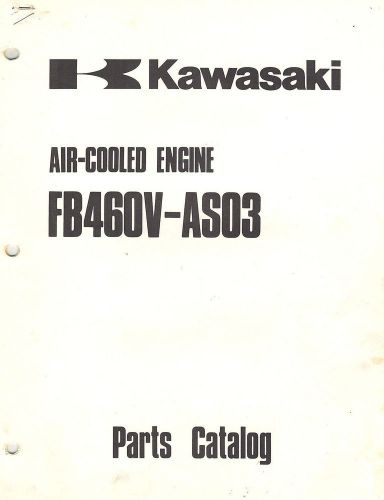 Kawasaki
AIR-COOLED ENGINE
FB460V-AS03
Parts Catalog